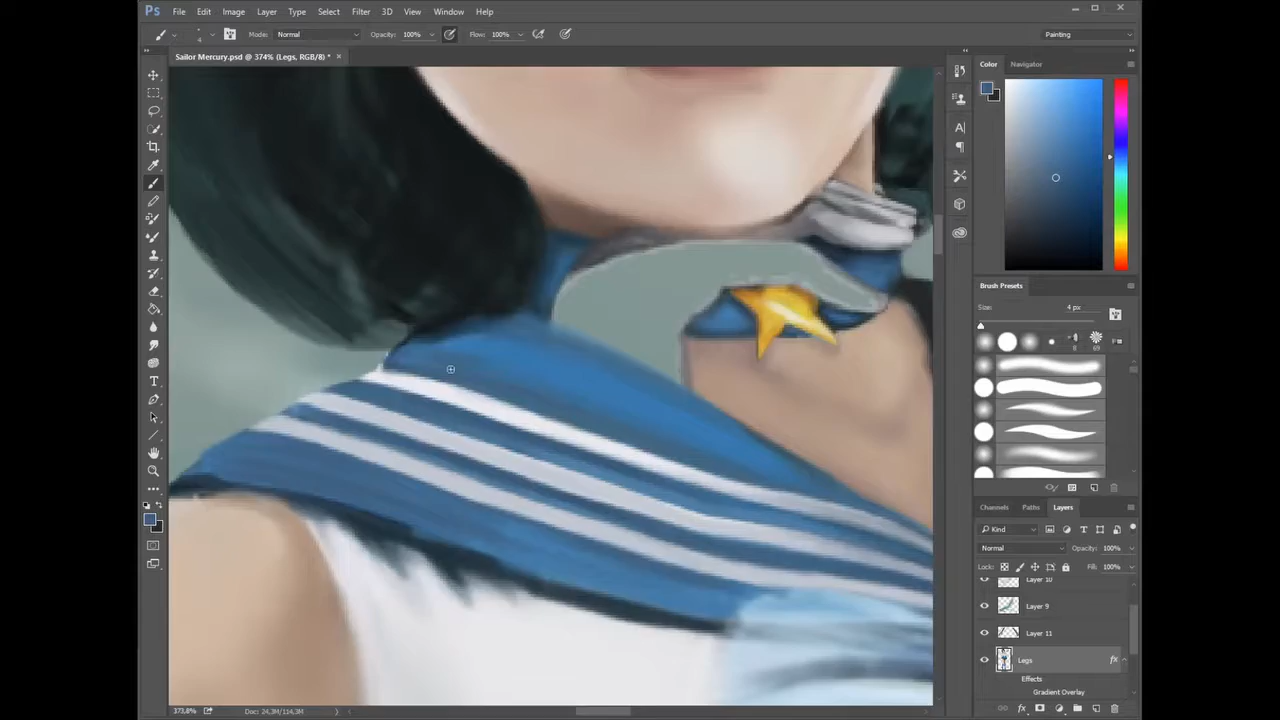 Ps File Edit Image Layer Type Select Filter 3D View Window Help
4 Mode: Normal Opacity: 100% Flow: 100% Painting
Sailor Mercury.psd @ 374% (Legs, RGB/8) * ×
Color Navigator
Brush Presets
Size: 4 px
Channels Paths Layers
Kind
Normal Opacity: 100%
Lock: Fill: 100%
Layer 10
Layer 9
Layer 11
Legs fx
Effects
Gradient Overlay
373.8% Doc: 24.3M/114.3M